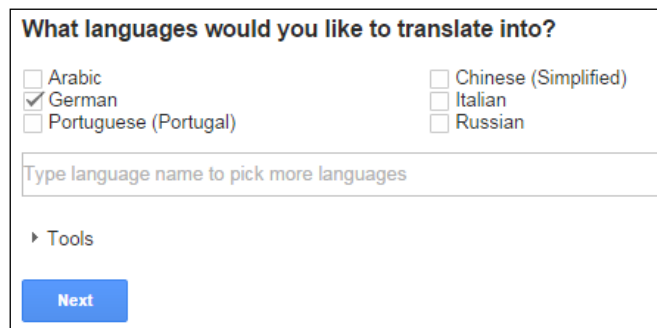 What languages would you like to translate into?
Arabic
Chinese (Simplified)
German
Italian
Portuguese (Portugal)
Russian
Type language name to pick more languages
Tools
Next